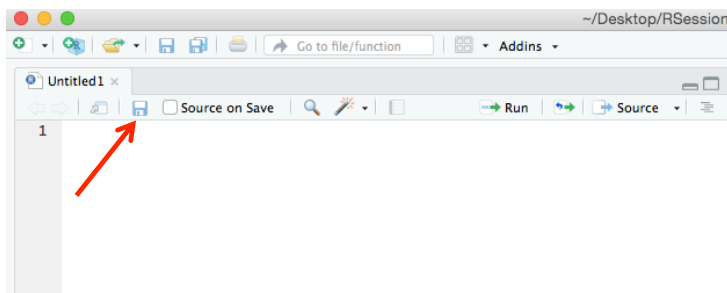 ~/Desktop/RSession
Go to file/function Addins
Untitled1
Source on Save Run Source
1